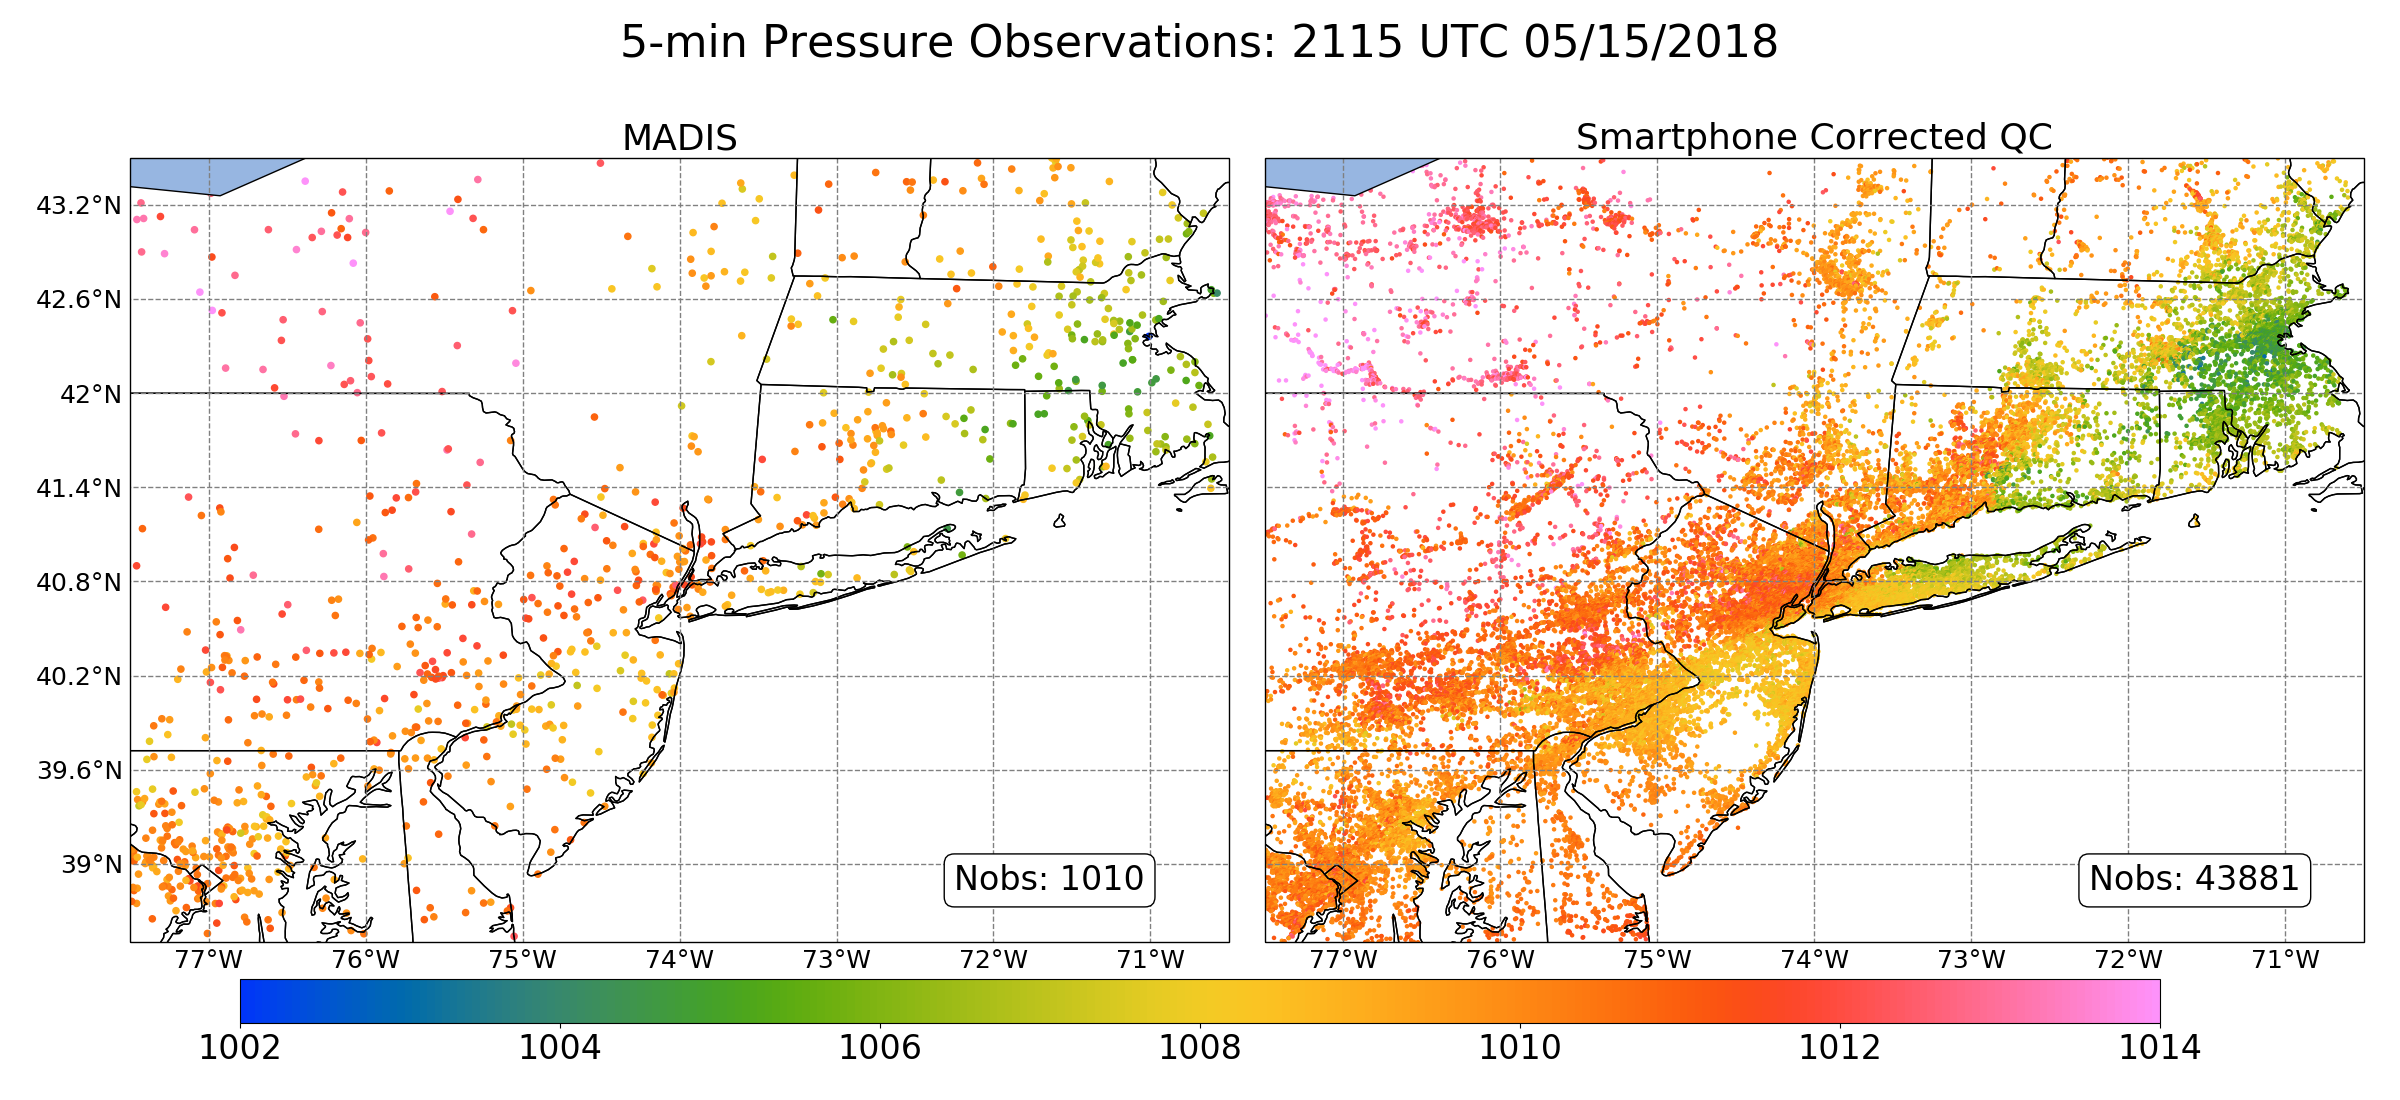 5-min Pressure Observations: 2115 UTC 05/15/2018
MADIS
Smartphone Corrected QC
43.2°N
42.6°N
42°N
41.4°N
40.8°N
40.2°N
39.6°N
39°N
Nobs: 1010
Nobs: 43881
77°W 76°W 75°W 74°W 73°W 72°W 71°W
77°W 76°W 75°W 74°W 73°W 72°W 71°W
1002 1004 1006 1008 1010 1012 1014